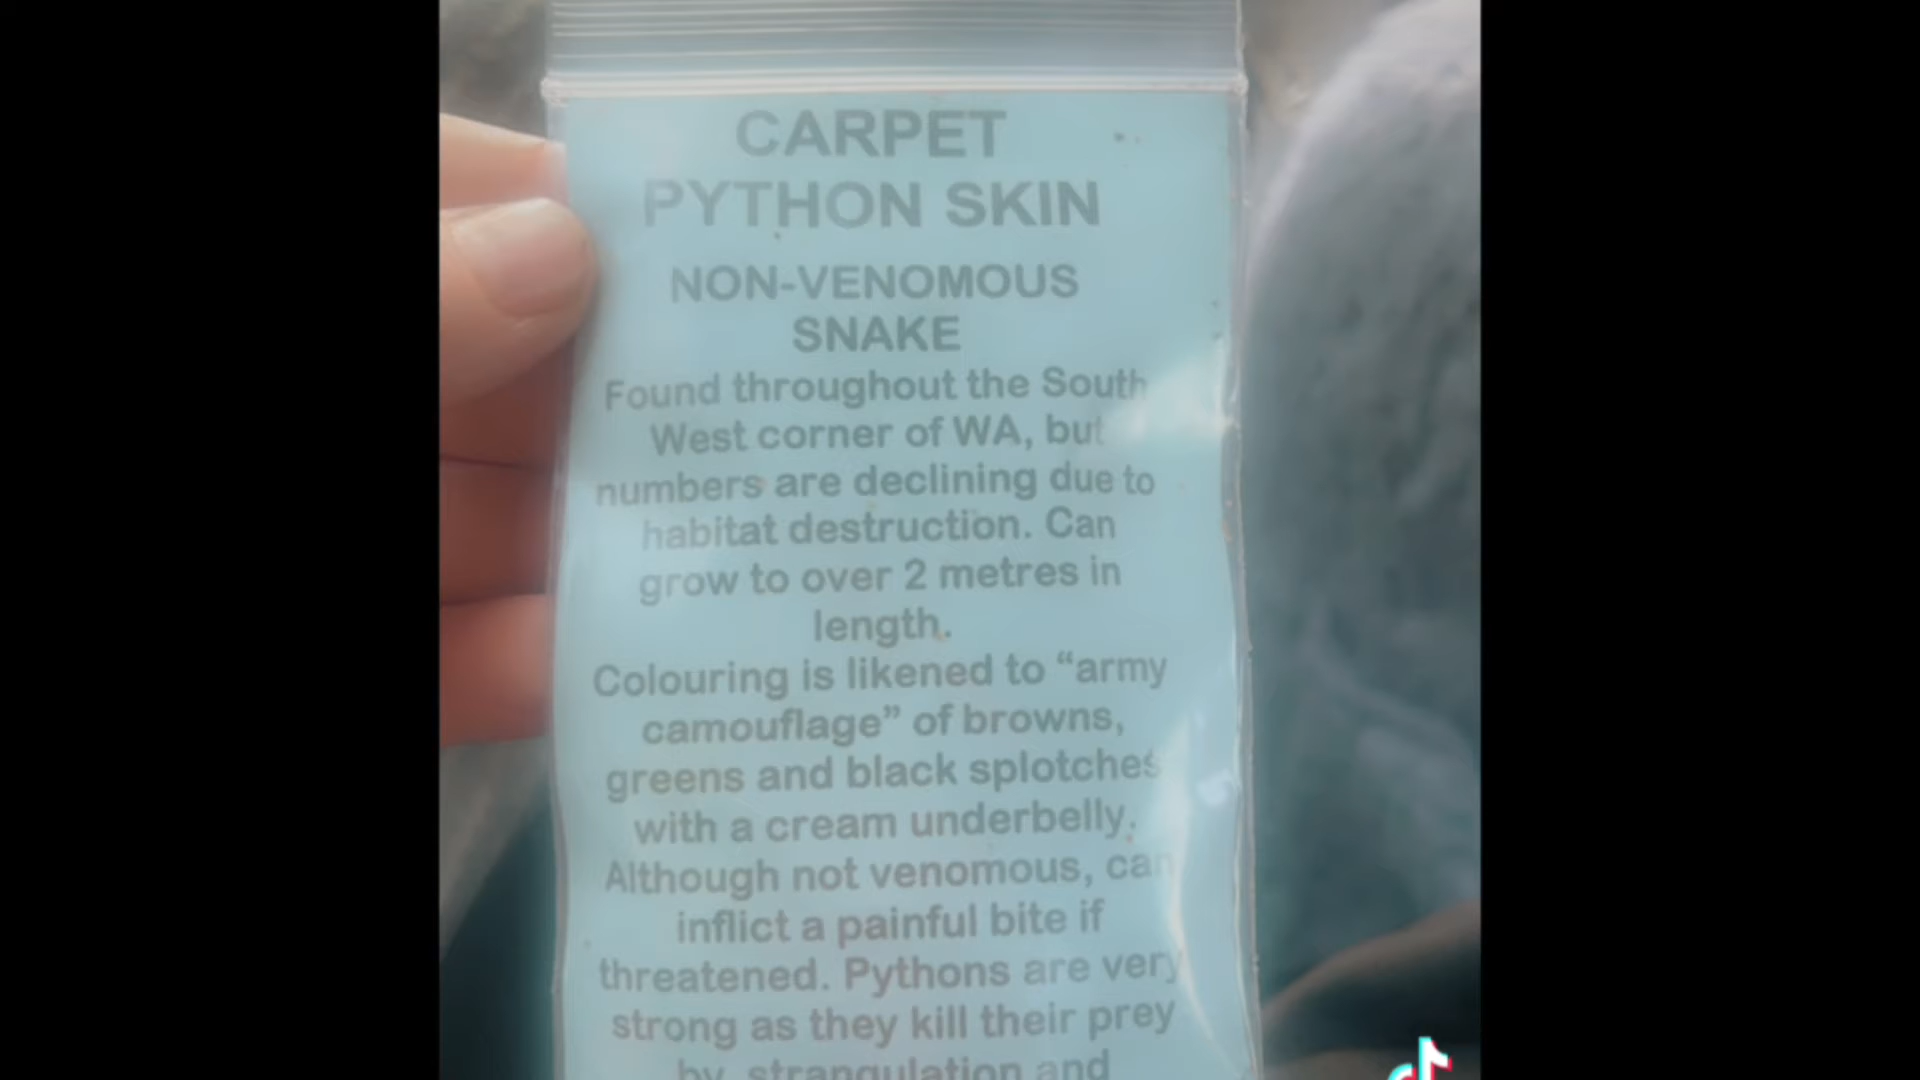 CARPET
PYTHON SKIN
NON-VENOMOUS
SNAKE
Found throughout the South
West corner of WA, but
numbers are declining due to
habitat destruction. Can
grow to over 2 metres in
length.
Colouring is likened to “army
camouflage” of browns,
greens and black splotches
with a cream underbelly.
Although not venomous, can
inflict a painful bite if
threatened. Pythons are very
strong as they kill their prey
by strangulation and